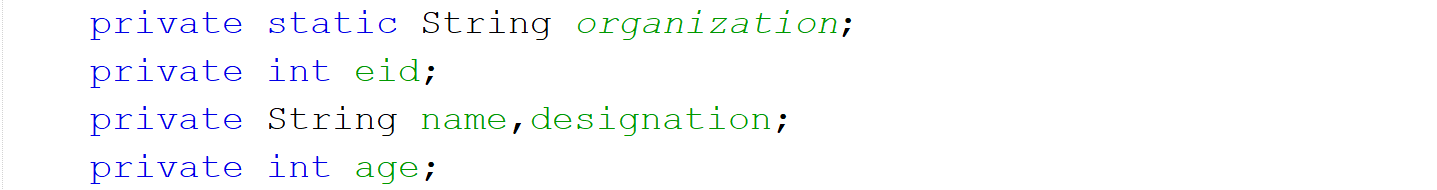 private static String organization;
private int eid;
private String name,designation;
private int age;